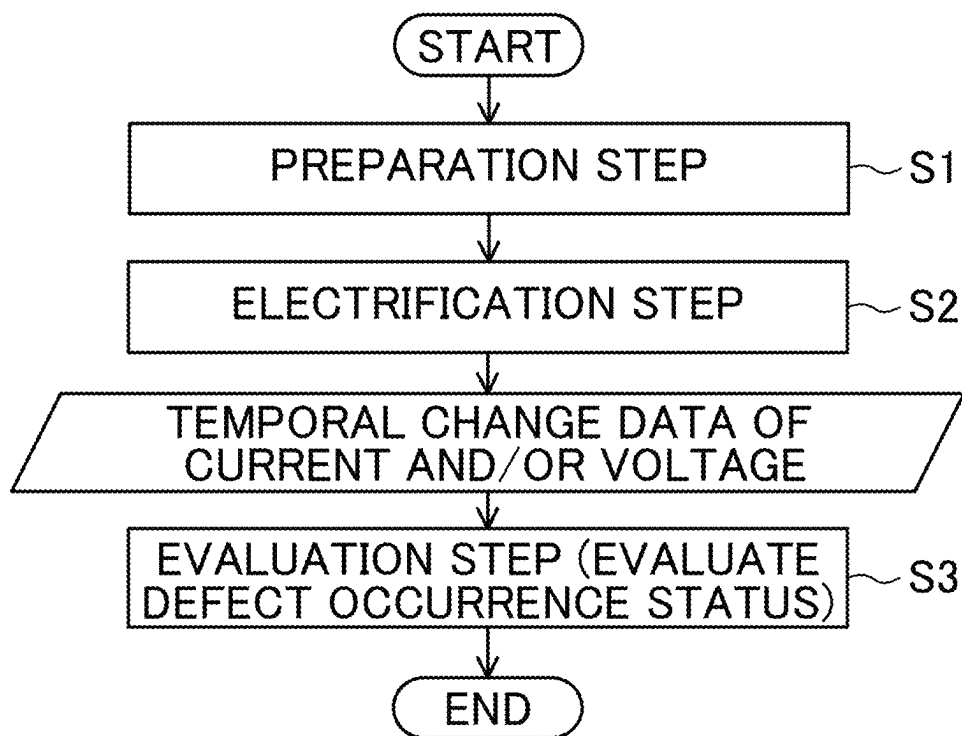 START
PREPARATION STEP
S1
ELECTRIFICATION STEP
S2
TEMPORAL CHANGE DATA OF
CURRENT AND/OR VOLTAGE
EVALUATION STEP (EVALUATE
DEFECT OCCURRENCE STATUS)
S3
END